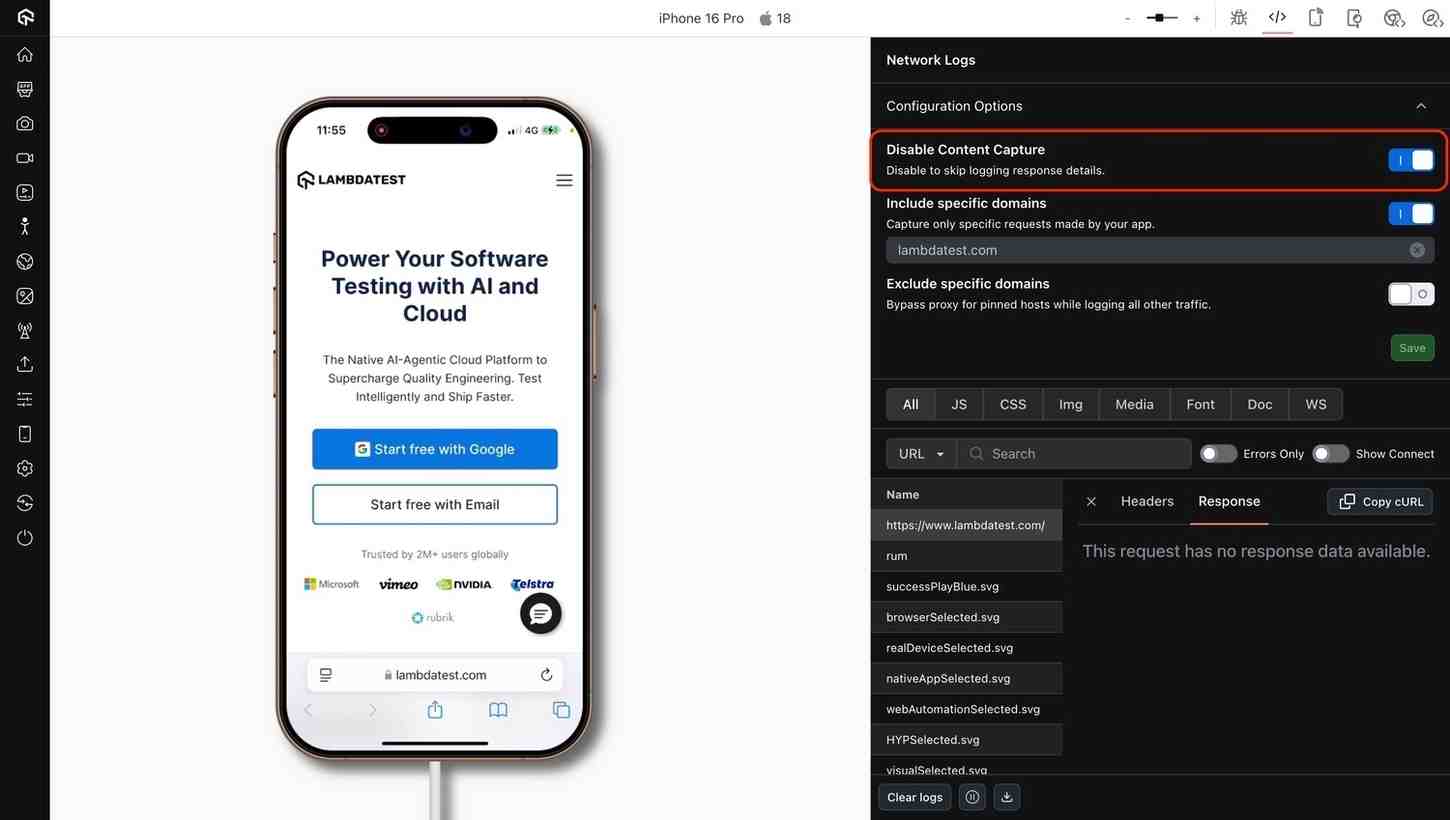 iPhone 16 Pro 18
- +
Network Logs
Configuration Options
Disable Content Capture
Disable to skip logging response details.
Include specific domains
Capture only specific requests made by your app.
lambdatest.com
Exclude specific domains
Bypass proxy for pinned hosts while logging all other traffic.
Save
All JS CSS Img Media Font Doc WS
URL Search Errors Only Show Connect
Name
https://www.lambdatest.com/
rum
successPlayBlue.svg
browserSelected.svg
realDeviceSelected.svg
nativeAppSelected.svg
webAutomationSelected.svg
HYPSelected.svg
visualSelected.svg
Headers Response Copy cURL
This request has no response data available.
Clear logs
11:55 4G
LAMBDATEST
Power Your Software
Testing with AI and
Cloud
The Native AI-Agentic Cloud Platform to
Supercharge Quality Engineering. Test
Intelligently and Ship Faster.
Start free with Google
Start free with Email
Trusted by 2M+ users globally
Microsoft vimeo NVIDIA Telstra
rubrik
lambdatest.com